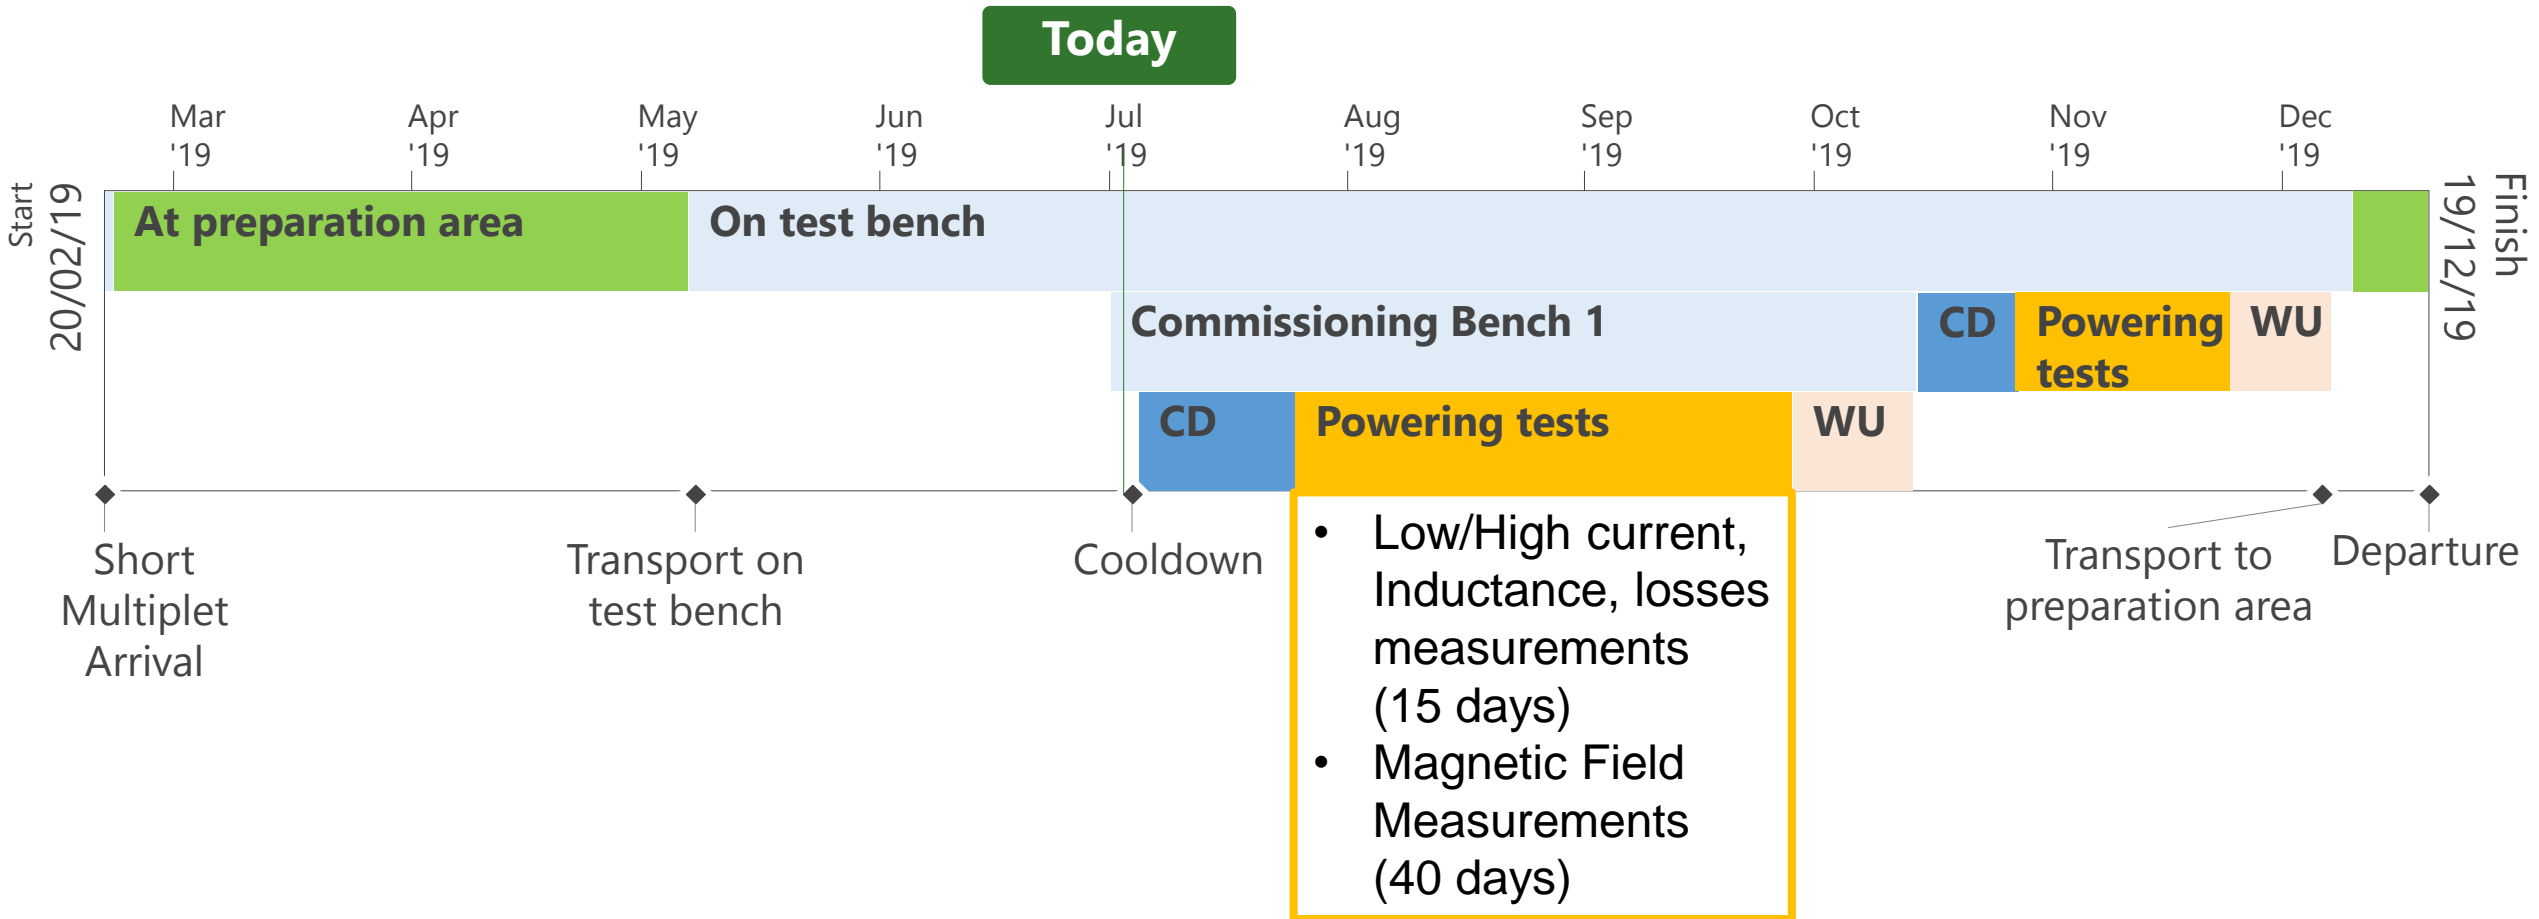 Today
Mar
'19
Apr
'19
May
'19
Jun
'19
Jul
'19
Aug
'19
Sep
'19
Oct
'19
Nov
'19
Dec
'19
Start
20/02/19
Finish
19/12/19
At preparation area
On test bench
Commissioning Bench 1
CD
Powering
tests
WU
CD
Powering tests
WU
Short
Multiplet
Arrival
Transport on
test bench
Cooldown
• Low/High current,
Inductance, losses
measurements
(15 days)
• Magnetic Field
Measurements
(40 days)
Transport to
preparation area
Departure